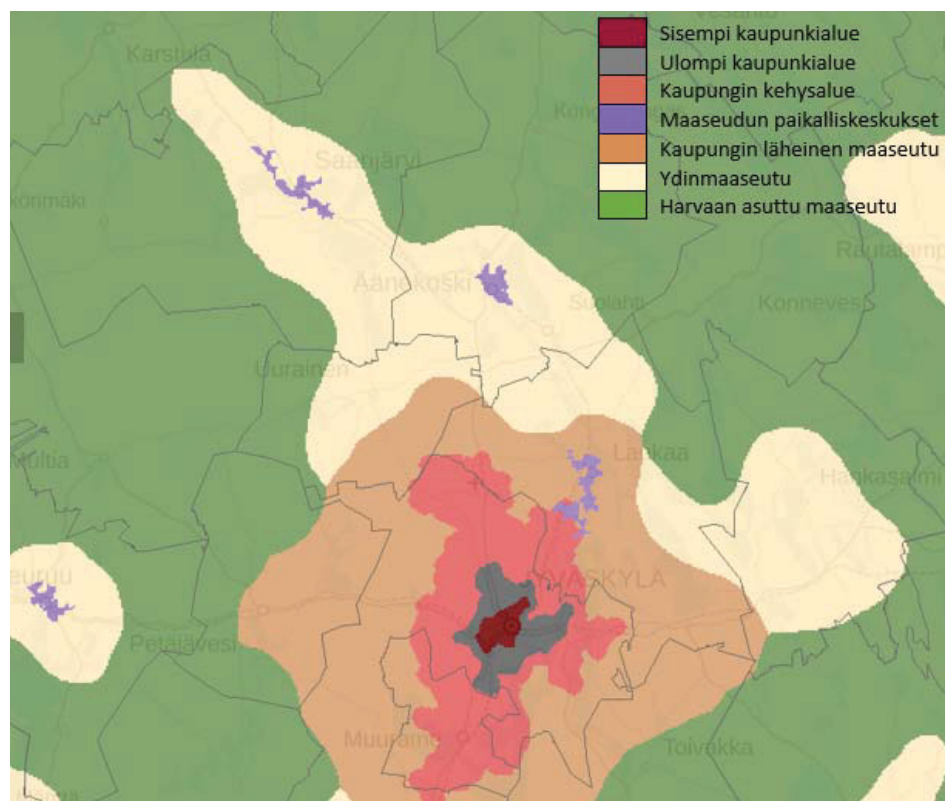 Sisempi kaupunkialue
Ulompi kaupunkialue
Kaupungin kehysalue
Maaseudun paikalliskeskukset
Kaupungin läheinen maaseutu
Ydinmaaseutu
Harvaan asuttu maaseutu
Karstula
Saarijärvi
Äänekoski
Suolahti
Konnevesi
Uurainen
Laukaa
Hankasalmi
JYVÄSKYLÄ
Petäjävesi
Muurame
Toivakka